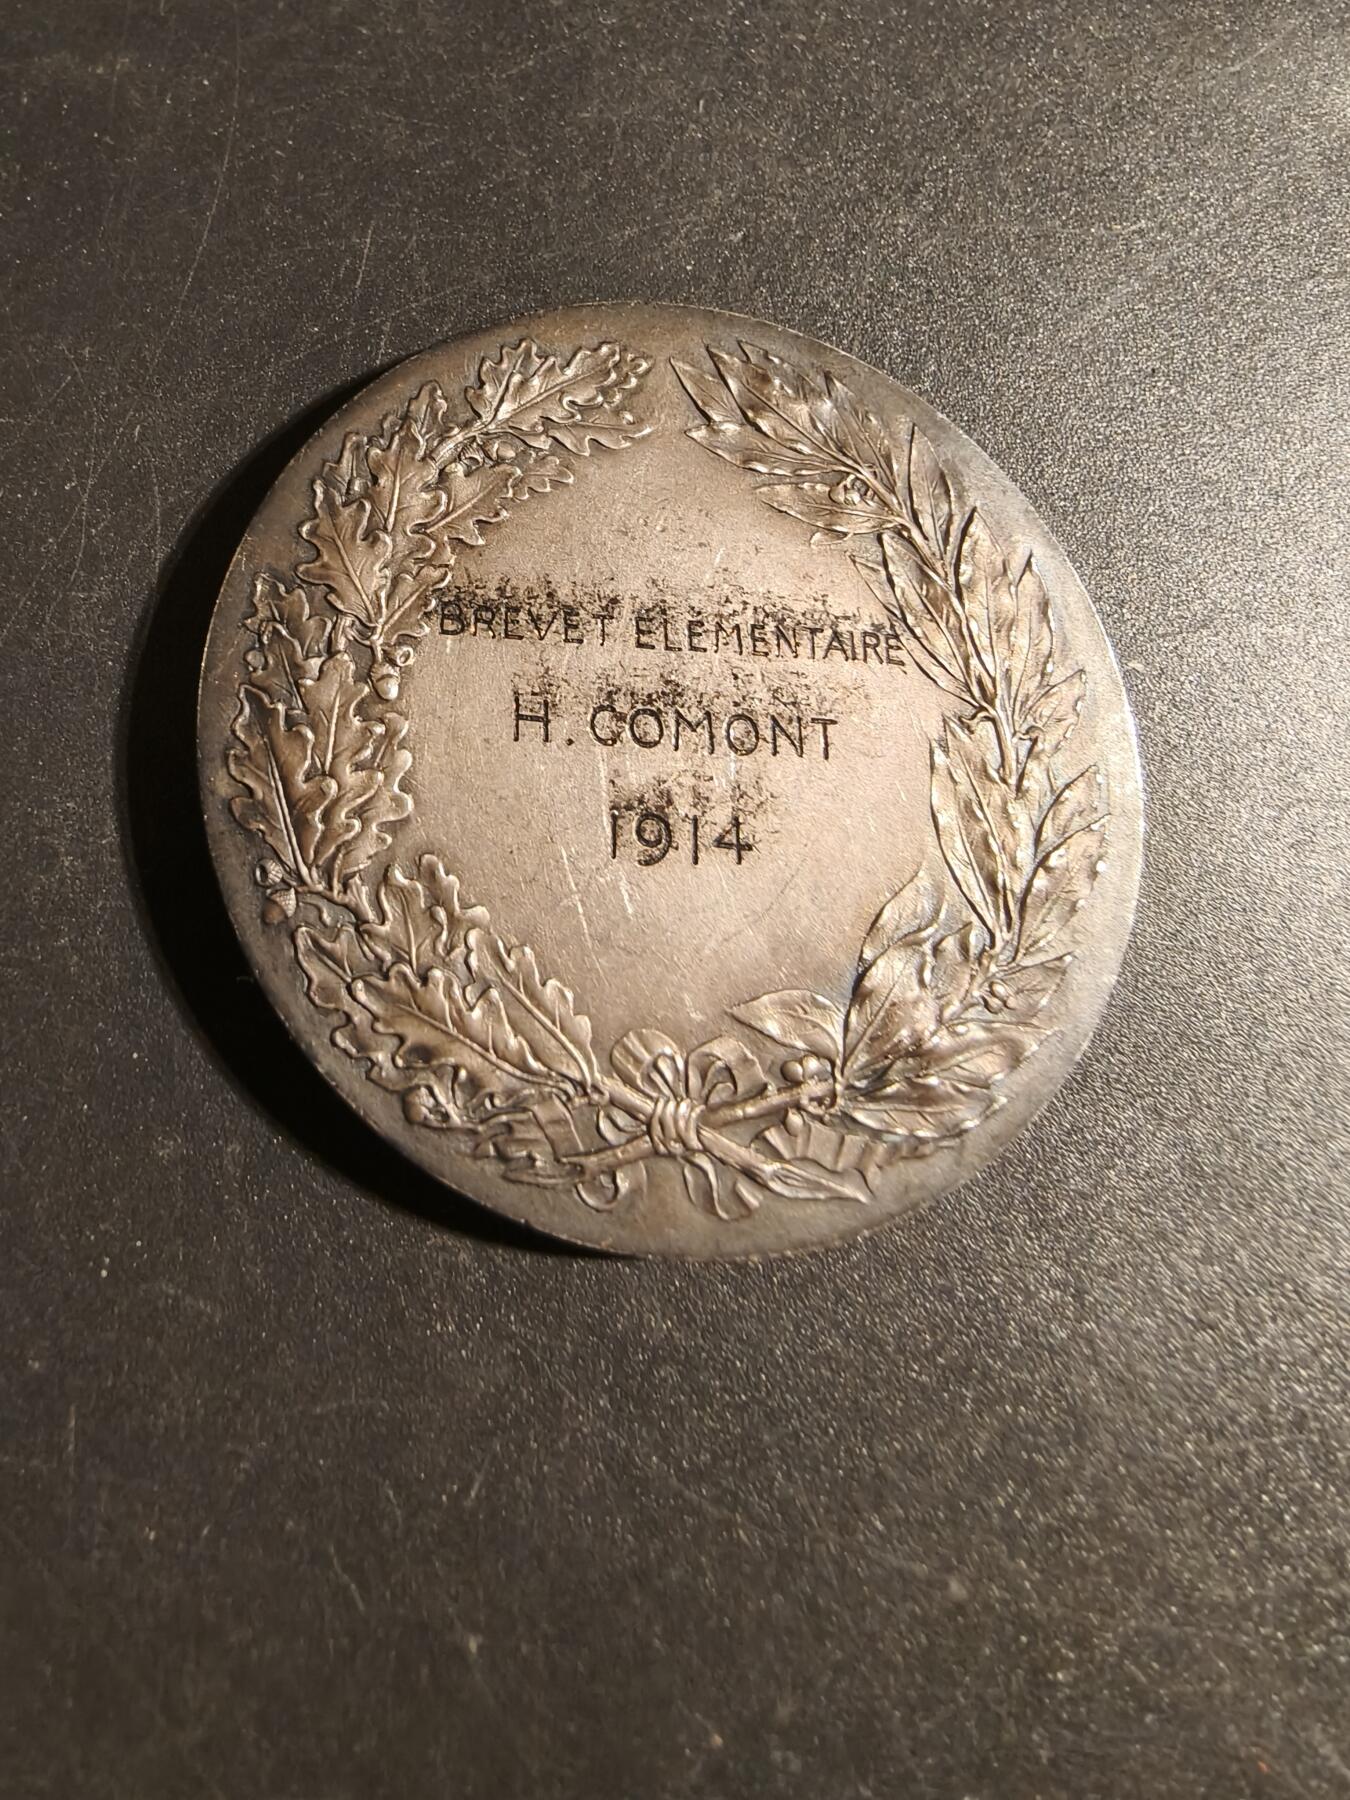 BREVET ELEMENTAIRE
H. COMONT
1914